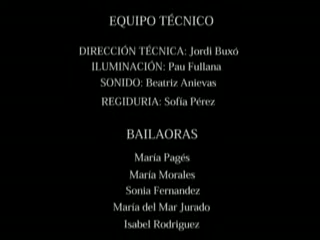 EQUIPO TÉCNICO
DIRECCIÓN TÉCNICA: Jordi Buxó
ILUMINACIÓN: Pau Fullana
SONIDO: Beatriz Anievas
REGIDURIA: Sofía Pérez
BAILAORAS
María Pagés
María Morales
Sonia Fernandez
María del Mar Jurado
Isabel Rodriguez